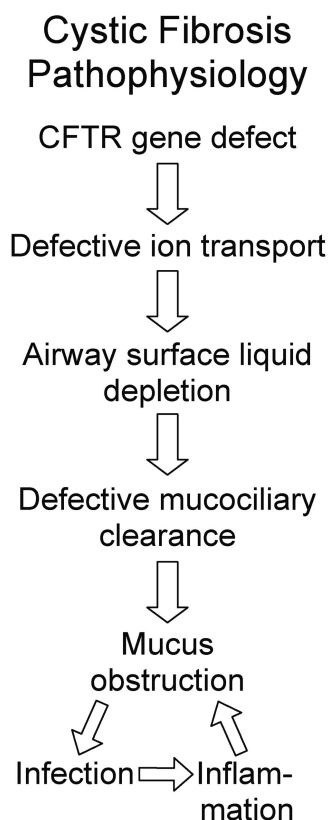 Cystic Fibrosis
Pathophysiology
CFTR gene defect
Defective ion transport
Airway surface liquid
depletion
Defective mucociliary
clearance
Mucus
obstruction
Infection
Inflam-
mation